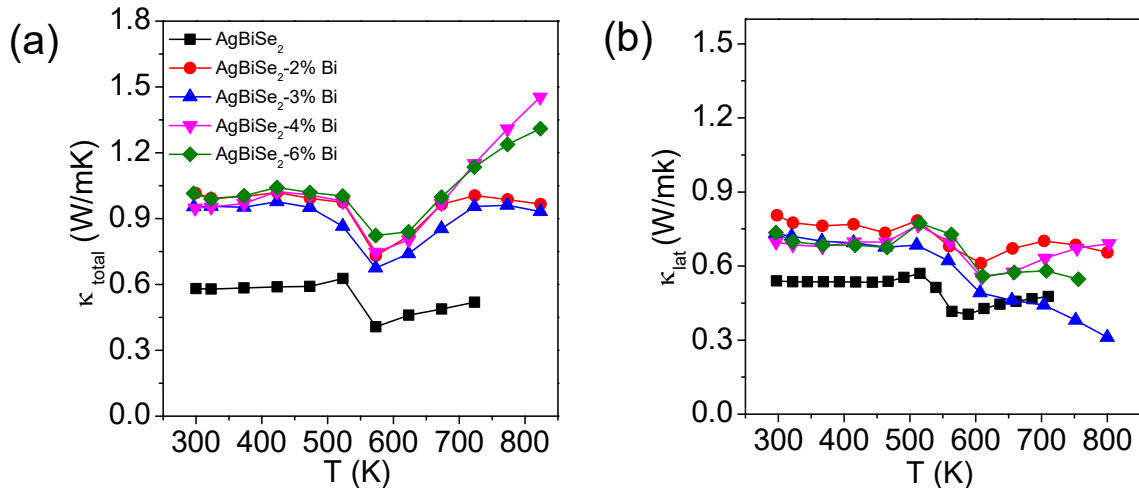 (a)
κ total (W/mK)
1.8
1.5
1.2
0.9
0.6
0.3
0.0
AgBiSe2
AgBiSe2-2% Bi
AgBiSe2-3% Bi
AgBiSe2-4% Bi
AgBiSe2-6% Bi
300 400 500 600 700 800
T (K)
(b)
κlat (W/mk)
1.5
1.2
0.9
0.6
0.3
0.0
300 400 500 600 700 800
T (K)